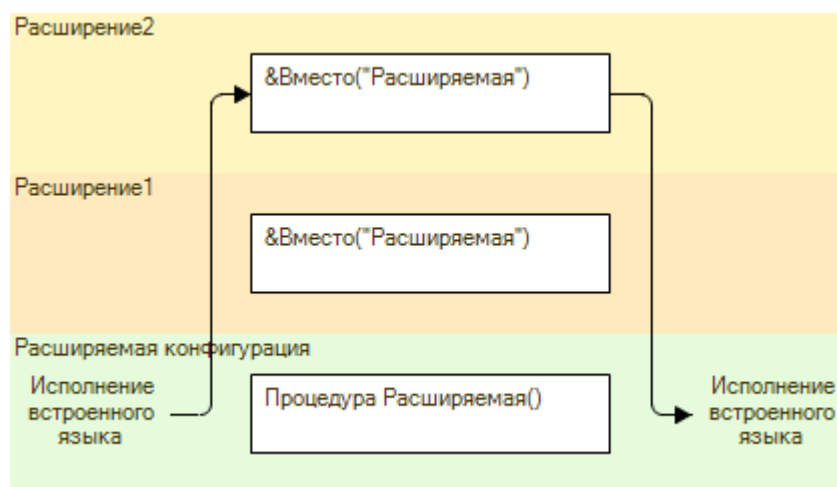 Расширение2
&Вместо("Расширяемая")
Расширение1
&Вместо("Расширяемая")
Расширяемая конфигурация
Исполнение
встроенного
языка
Процедура Расширяемая()
Исполнение
встроенного
языка